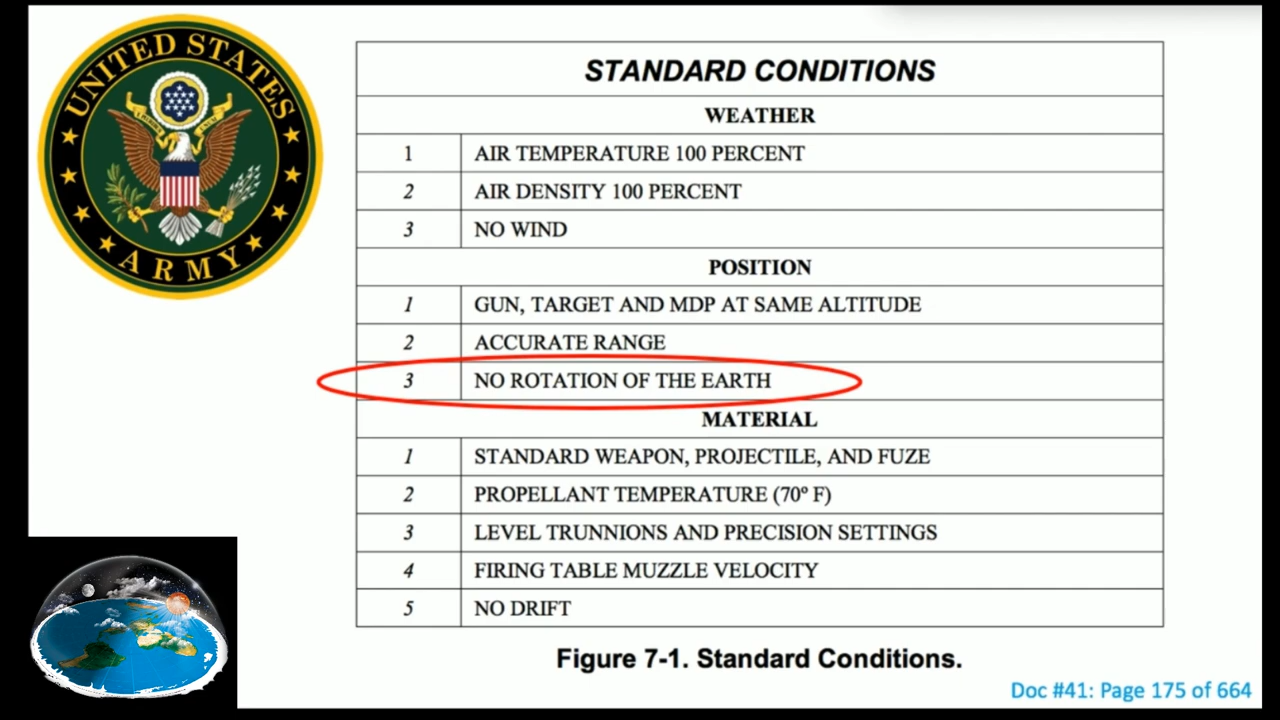 UNITED STATES
ARMY
STANDARD CONDITIONS
WEATHER
1 AIR TEMPERATURE 100 PERCENT
2 AIR DENSITY 100 PERCENT
3 NO WIND
POSITION
1 GUN, TARGET AND MDP AT SAME ALTITUDE
2 ACCURATE RANGE
3 NO ROTATION OF THE EARTH
MATERIAL
1 STANDARD WEAPON, PROJECTILE, AND FUZE
2 PROPELLANT TEMPERATURE (70º F)
3 LEVEL TRUNNIONS AND PRECISION SETTINGS
4 FIRING TABLE MUZZLE VELOCITY
5 NO DRIFT
Figure 7-1. Standard Conditions.
Doc #41: Page 175 of 664